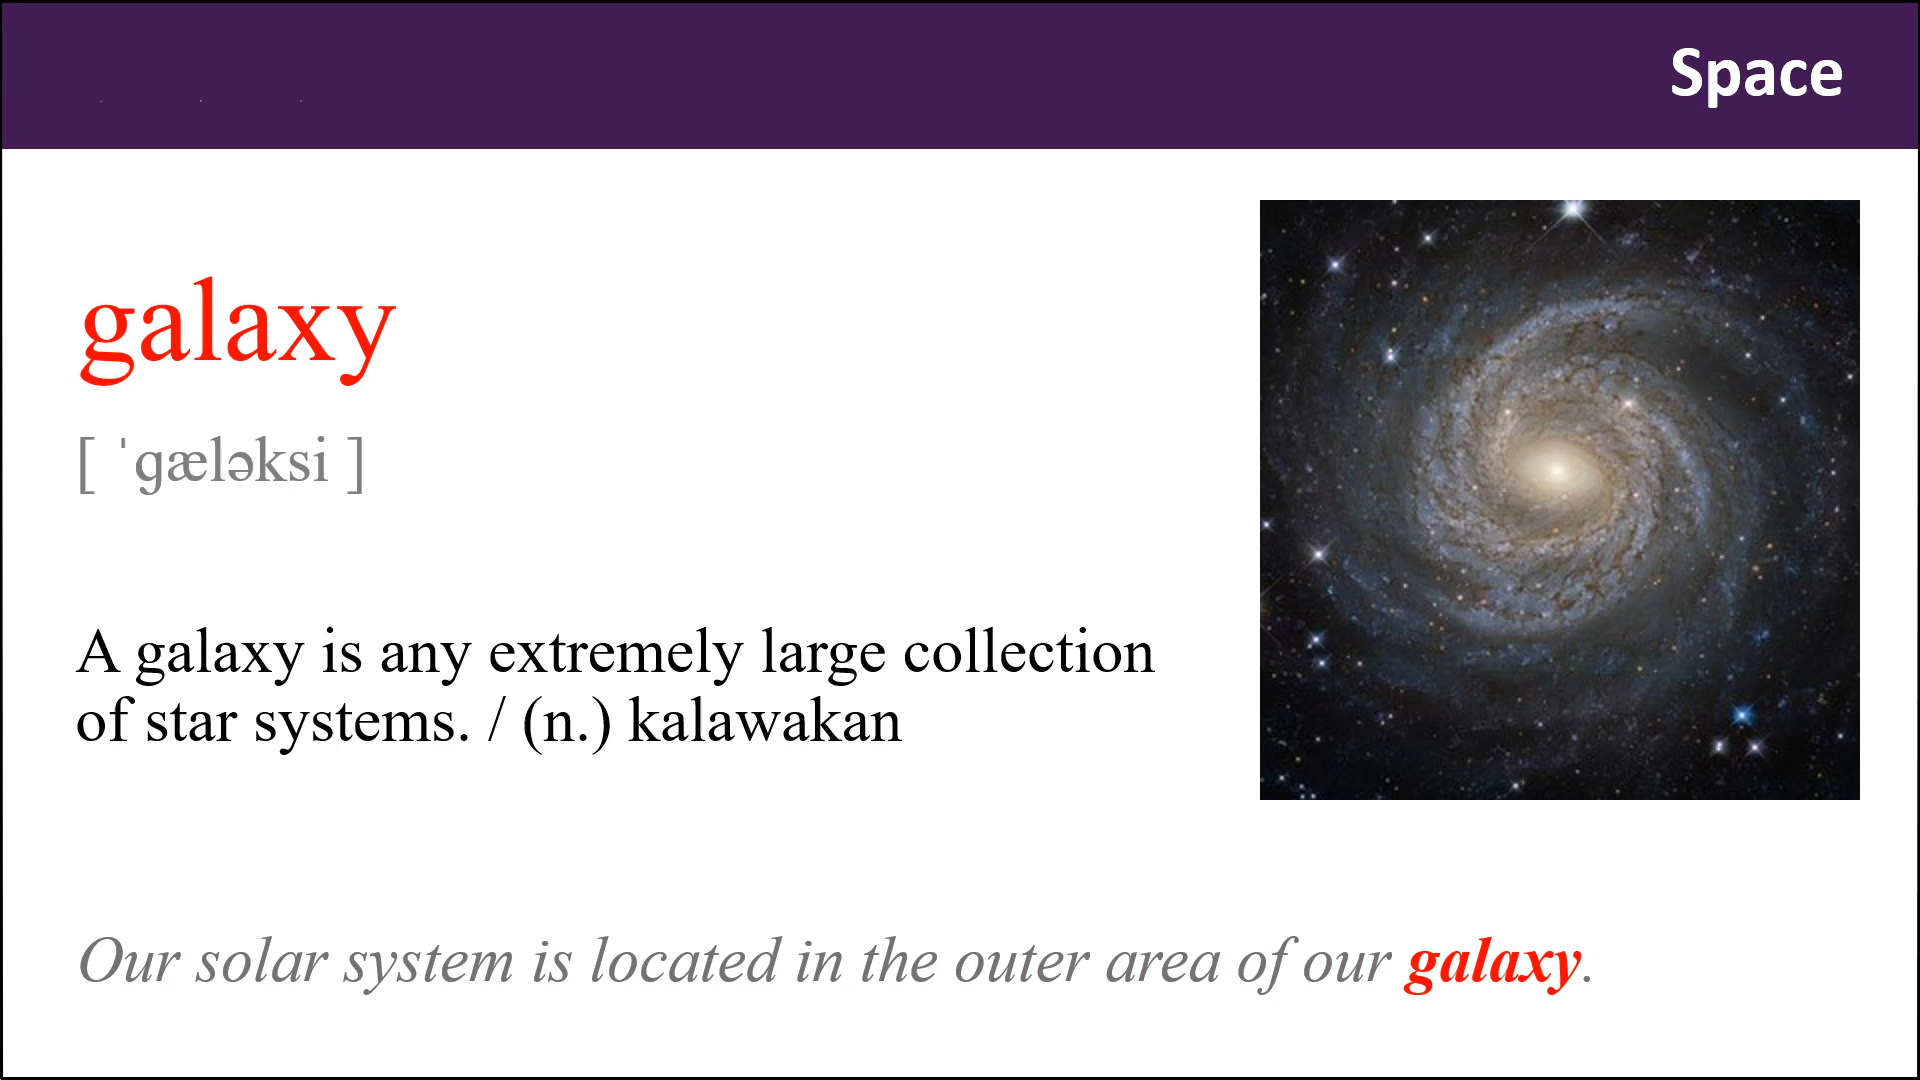 Space
galaxy
[ ˈɡæləksi ]
A galaxy is any extremely large collection
of star systems. / (n.) kalawakan
Our solar system is located in the outer area of our galaxy.